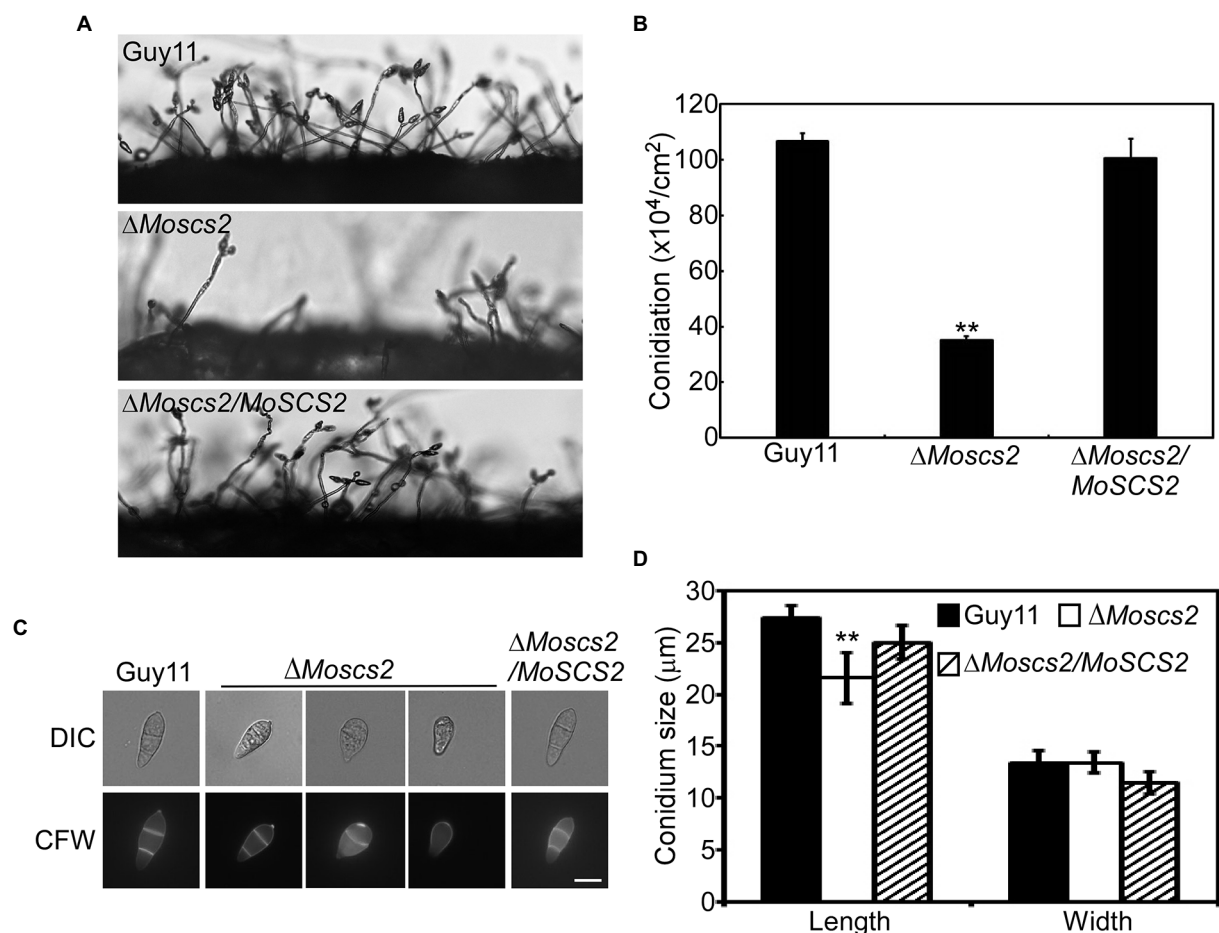 A
Guy11
ΔMoscs2
ΔMoscs2/MoSCS2
B
Conidiation (x10⁴/cm²)
120
100
80
60
40
20
0
**
Guy11
ΔMoscs2
ΔMoscs2/
MoSCS2
C
Guy11
ΔMoscs2
ΔMoscs2
/MoSCS2
DIC
CFW
D
Conidium size (μm)
30
25
20
15
10
5
0
**
Guy11
ΔMoscs2
ΔMoscs2/MoSCS2
Length
Width